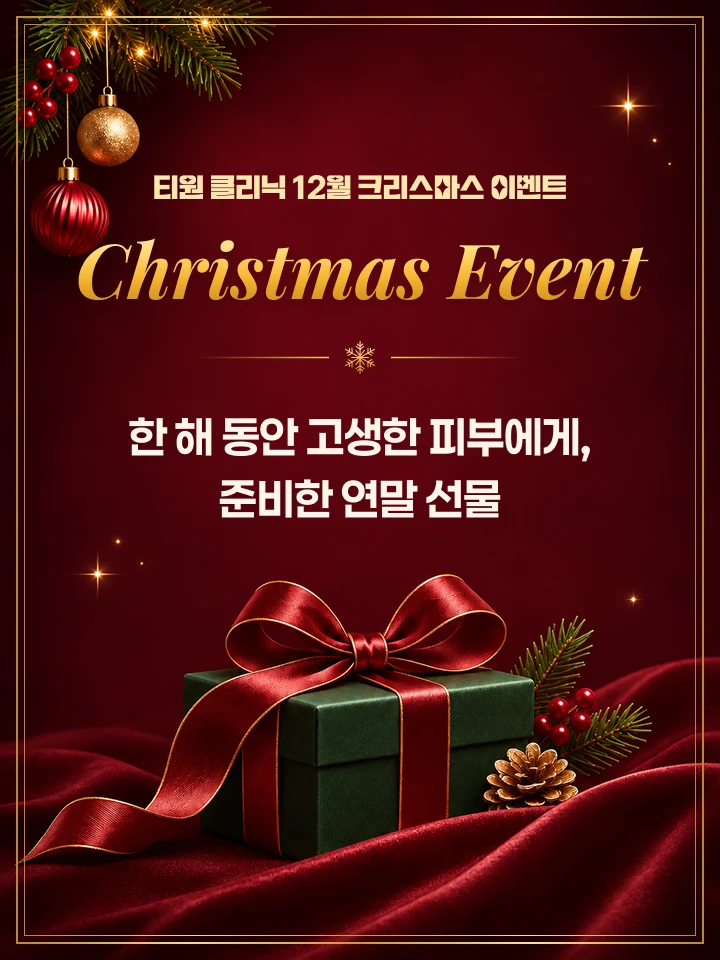 티원 클리닉 12월 크리스마스 이벤트
Christmas Event
한 해 동안 고생한 피부에게,
준비한 연말 선물